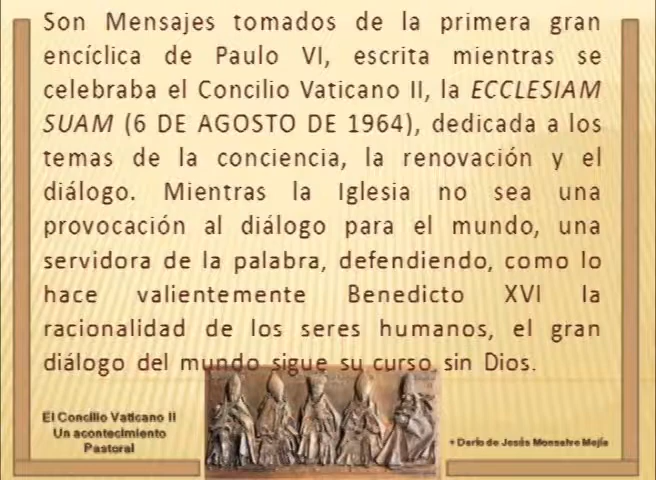 Son Mensajes tomados de la primera gran
encíclica de Paulo VI, escrita mientras se
celebraba el Concilio Vaticano II, la ECCLESIAM
SUAM (6 DE AGOSTO DE 1964), dedicada a los
temas de la conciencia, la renovación y el
diálogo. Mientras la Iglesia no sea una
provocación al diálogo para el mundo, una
servidora de la palabra, defendiendo, como lo
hace valientemente Benedicto XVI la
racionalidad de los seres humanos, el gran
diálogo del mundo sigue su curso sin Dios.
El Concilio Vaticano II
Un acontecimiento
Pastoral
+ Darío de Jesús Monsalve Mejía